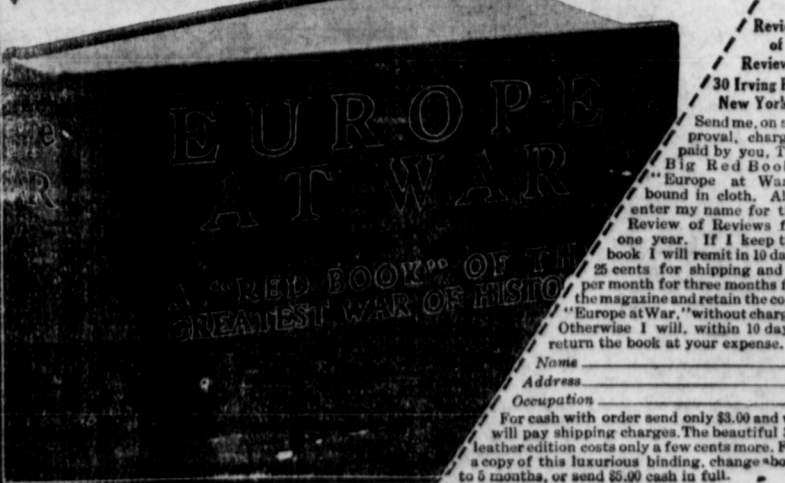 EUROPE
AT WAR
A "RED BOOK" OF TH
GREATEST WAR OF HISTO
e
R
Revi
of
Review
30 Irving P
New York
Send me, on
proval, charg
paid by you, T
Big Red Boo
"Europe at War
bound in cloth. Al
enter my name for t
Review of Reviews f
one year. If I keep t
book I will remit in 10 da
25 cents for shipping and
per month for three months f
the magazine and retain the co
"Europe at War," without charg
Otherwise I will, within 10 day
return the book at your expense.
Name
Address
Occupation
For cash with order send only $3.00 and
will pay shipping charges. The beautiful
leather edition costs only a few cents more. F
a copy of this luxurious binding, change abo
to 5 months, or send $5.00 cash in full.